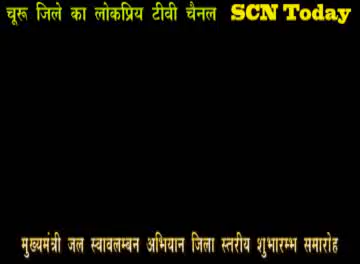 चूरू जिले का लोकप्रिय टीवी चैनल SCN Today
मुख्यमंत्री जल स्वावलम्बन अभियान जिला स्तरीय शुभारम्भ समारोह